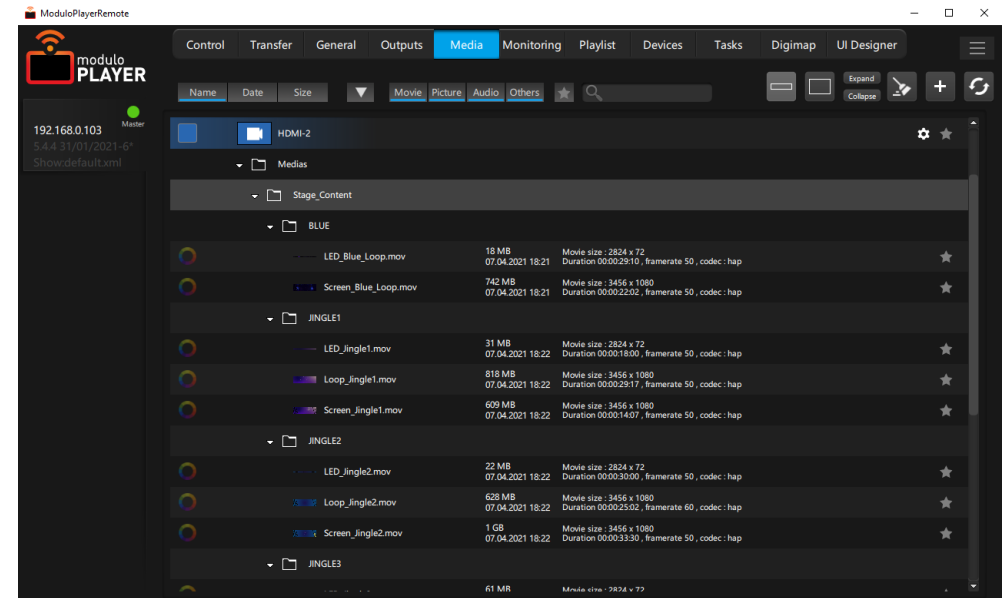 ModuloPlayerRemote
modulo
PLAYER
Control Transfer General Outputs Media Monitoring Playlist Devices Tasks Digimap UI Designer
Name Date Size Movie Picture Audio Others Expand
Collapse
192.168.0.103 Master
5.4.4 31/01/2021-6*
Show:default.xml
HDMI-2
Medias
Stage_Content
BLUE
LED_Blue_Loop.mov 18 MB Movie size : 2824 x 72
07.04.2021 18:21 Duration 00:00:29:10 , framerate 50 , codec : hap
Screen_Blue_Loop.mov 742 MB Movie size : 3456 x 1080
07.04.2021 18:21 Duration 00:00:22:02 , framerate 50 , codec : hap
JINGLE1
LED_Jingle1.mov 31 MB Movie size : 2824 x 72
07.04.2021 18:22 Duration 00:00:18:00 , framerate 50 , codec : hap
Loop_Jingle1.mov 818 MB Movie size : 3456 x 1080
07.04.2021 18:22 Duration 00:00:29:17 , framerate 50 , codec : hap
Screen_Jingle1.mov 609 MB Movie size : 3456 x 1080
07.04.2021 18:22 Duration 00:00:14:07 , framerate 50 , codec : hap
JINGLE2
LED_Jingle2.mov 22 MB Movie size : 2824 x 72
07.04.2021 18:22 Duration 00:00:30:00 , framerate 50 , codec : hap
Loop_Jingle2.mov 628 MB Movie size : 3456 x 1080
07.04.2021 18:22 Duration 00:00:25:02 , framerate 60 , codec : hap
Screen_Jingle2.mov 1 GB Movie size : 3456 x 1080
07.04.2021 18:22 Duration 00:00:33:30 , framerate 50 , codec : hap
JINGLE3
61 MB Movie size : 2824 x 72